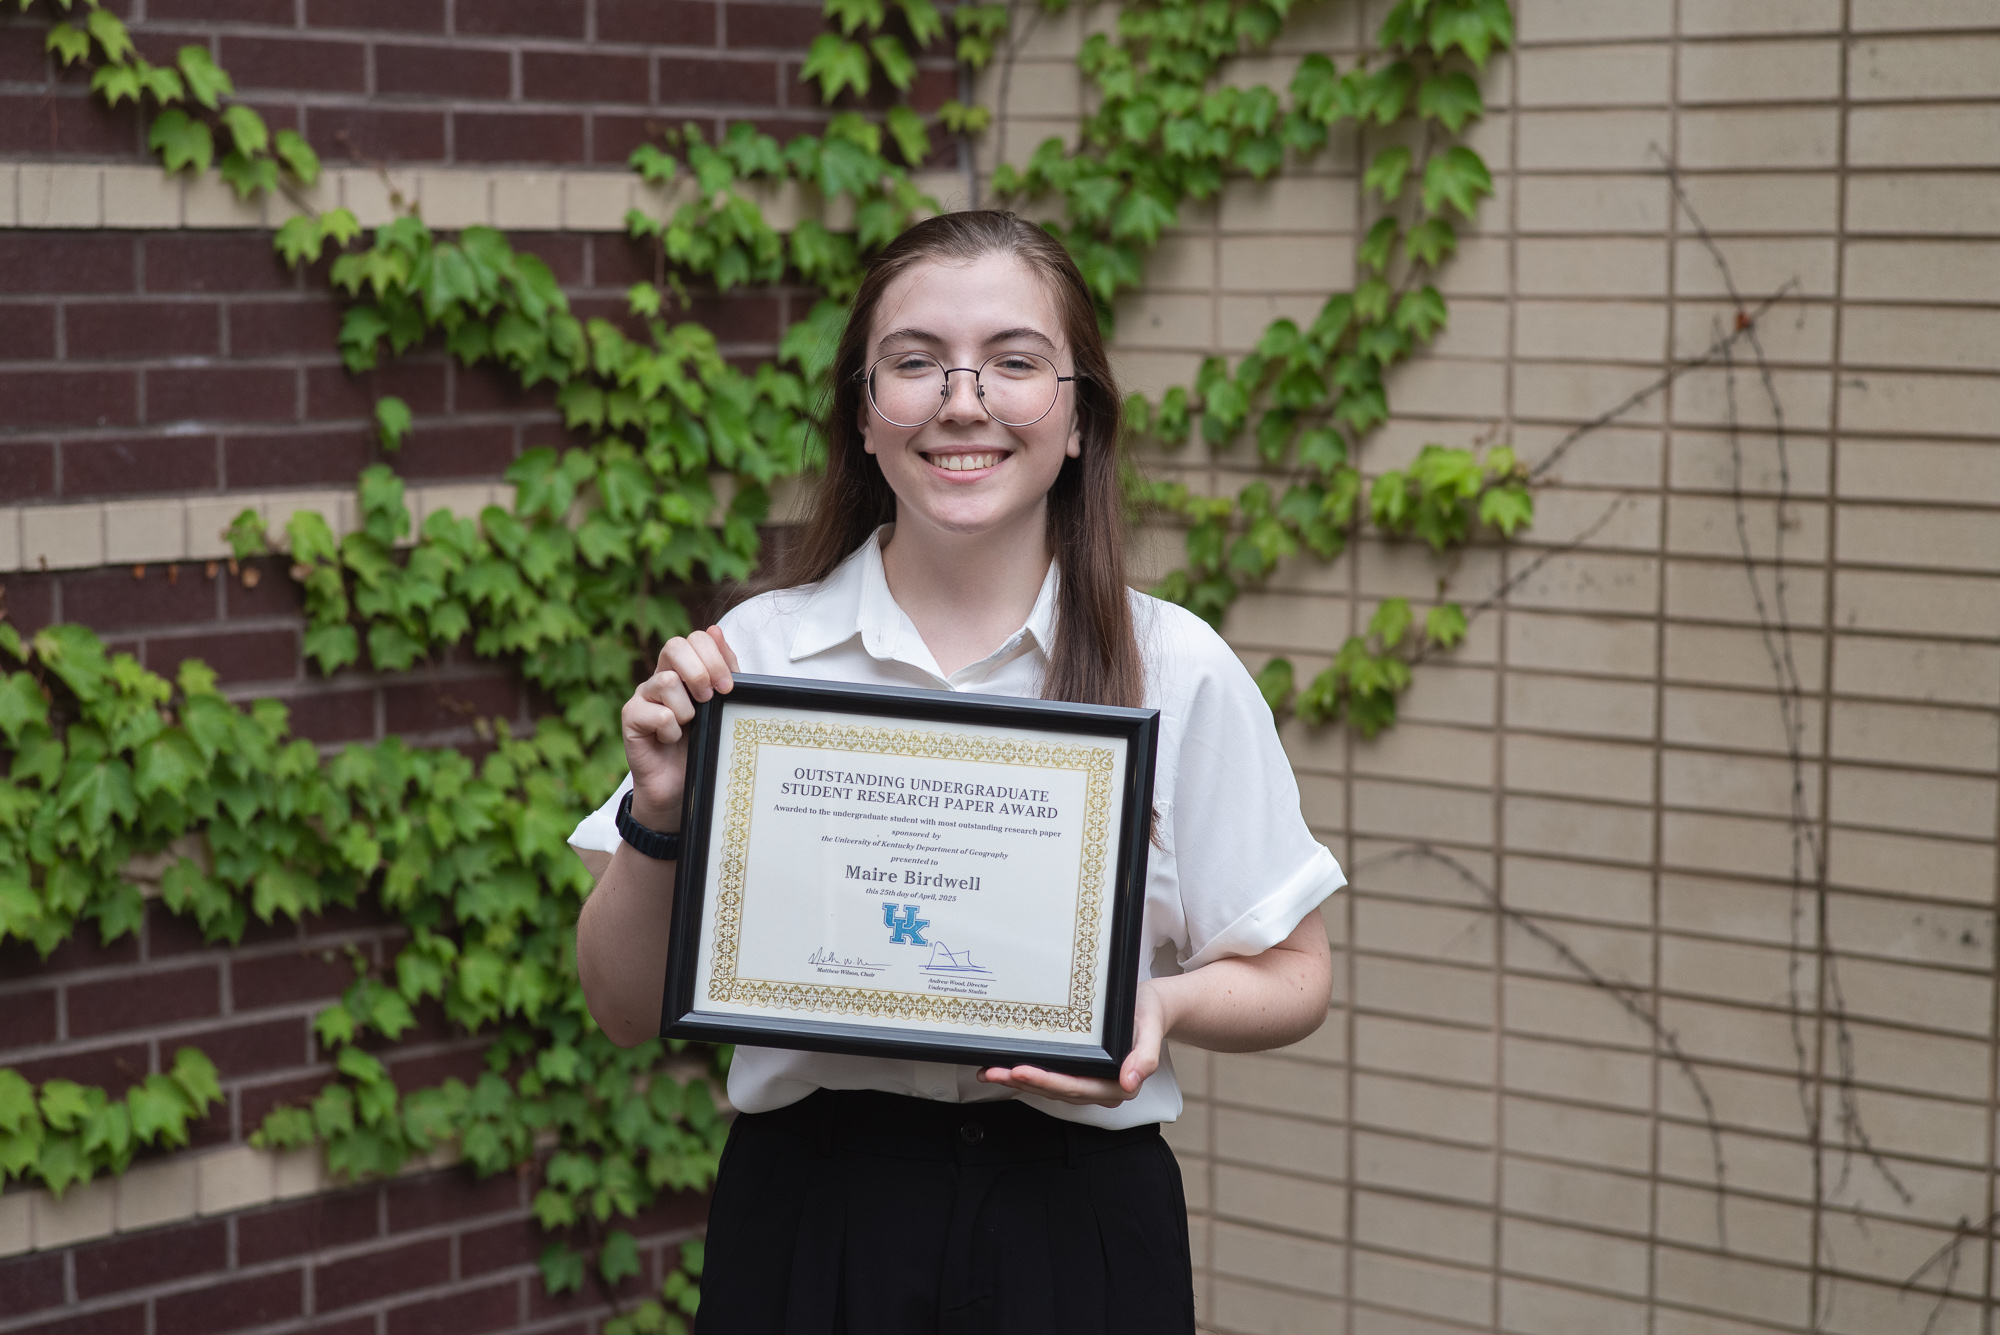 OUTSTANDING UNDERGRADUATE
STUDENT RESEARCH PAPER AWARD
Awarded to the undergraduate student with most outstanding research paper
sponsored by
the University of Kentucky Department of Geography
presented to
Maire Birdwell
this 25th day of April, 2025
UK
Matthew Wilson, Chair
Andrew Wood, Director
Undergraduate Studies